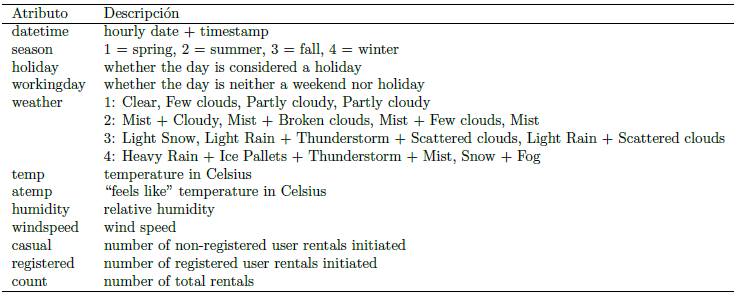 Atributo Descripción
datetime hourly date + timestamp
season 1 = spring, 2 = summer, 3 = fall, 4 = winter
holiday whether the day is considered a holiday
workingday whether the day is neither a weekend nor holiday
weather 1: Clear, Few clouds, Partly cloudy, Partly cloudy
2: Mist + Cloudy, Mist + Broken clouds, Mist + Few clouds, Mist
3: Light Snow, Light Rain + Thunderstorm + Scattered clouds, Light Rain + Scattered clouds
4: Heavy Rain + Ice Pallets + Thunderstorm + Mist, Snow + Fog
temp temperature in Celsius
atemp “feels like” temperature in Celsius
humidity relative humidity
windspeed wind speed
casual number of non-registered user rentals initiated
registered number of registered user rentals initiated
count number of total rentals